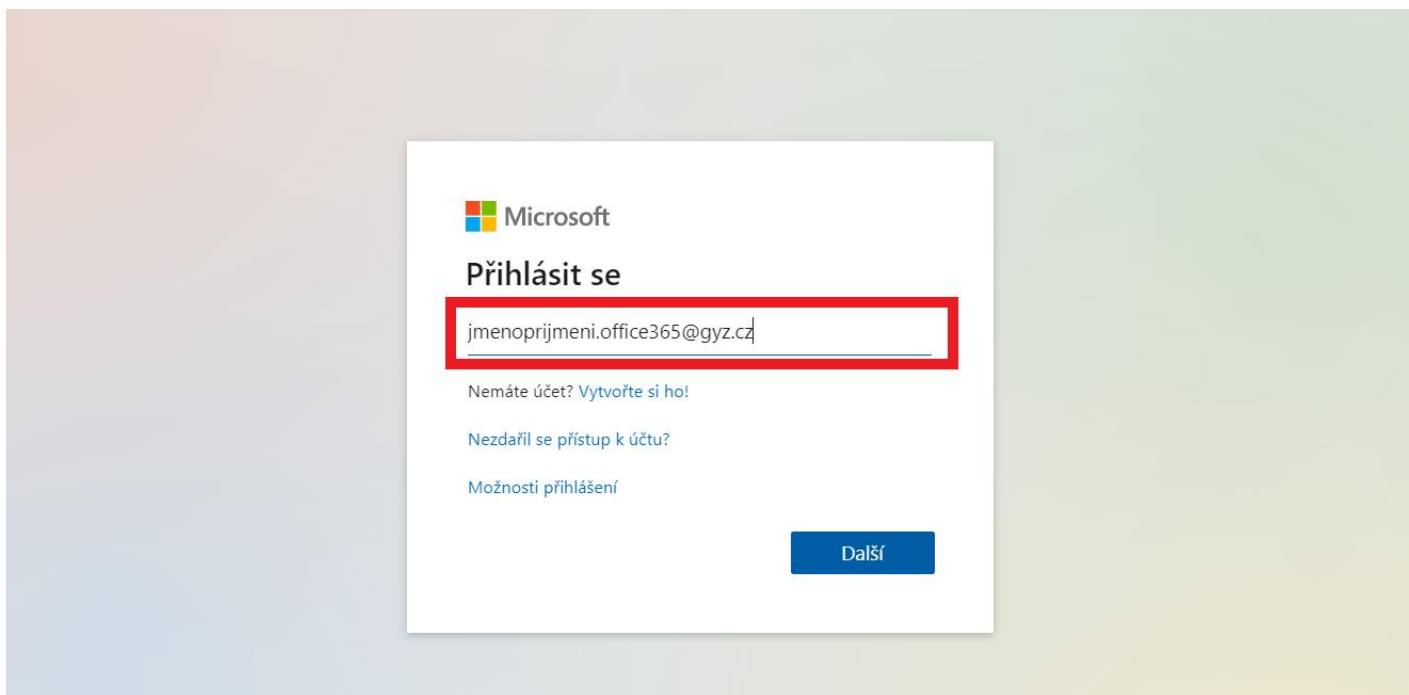 Microsoft
Přihlásit se
jmenoprijmeni.office365@gyz.cz
Nemáte účet? Vytvořte si ho!
Nezdařil se přístup k účtu?
Možnosti přihlášení
Další